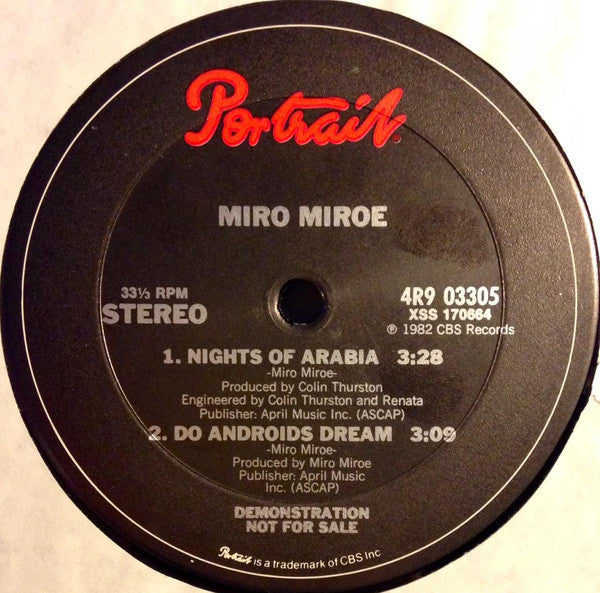 Portrait
MIRO MIROE
33⅓ RPM
STEREO
4R9 03305
XSS 170664
℗ 1982 CBS Records
1. NIGHTS OF ARABIA 3:28
-Miro Miroe-
Produced by Colin Thurston
Engineered by Colin Thurston and Renata
Publisher: April Music Inc. (ASCAP)
2. DO ANDROIDS DREAM 3:09
-Miro Miroe-
Produced by Miro Miroe
Publisher: April Music
Inc. (ASCAP)
DEMONSTRATION
NOT FOR SALE
Portrait is a trademark of CBS Inc